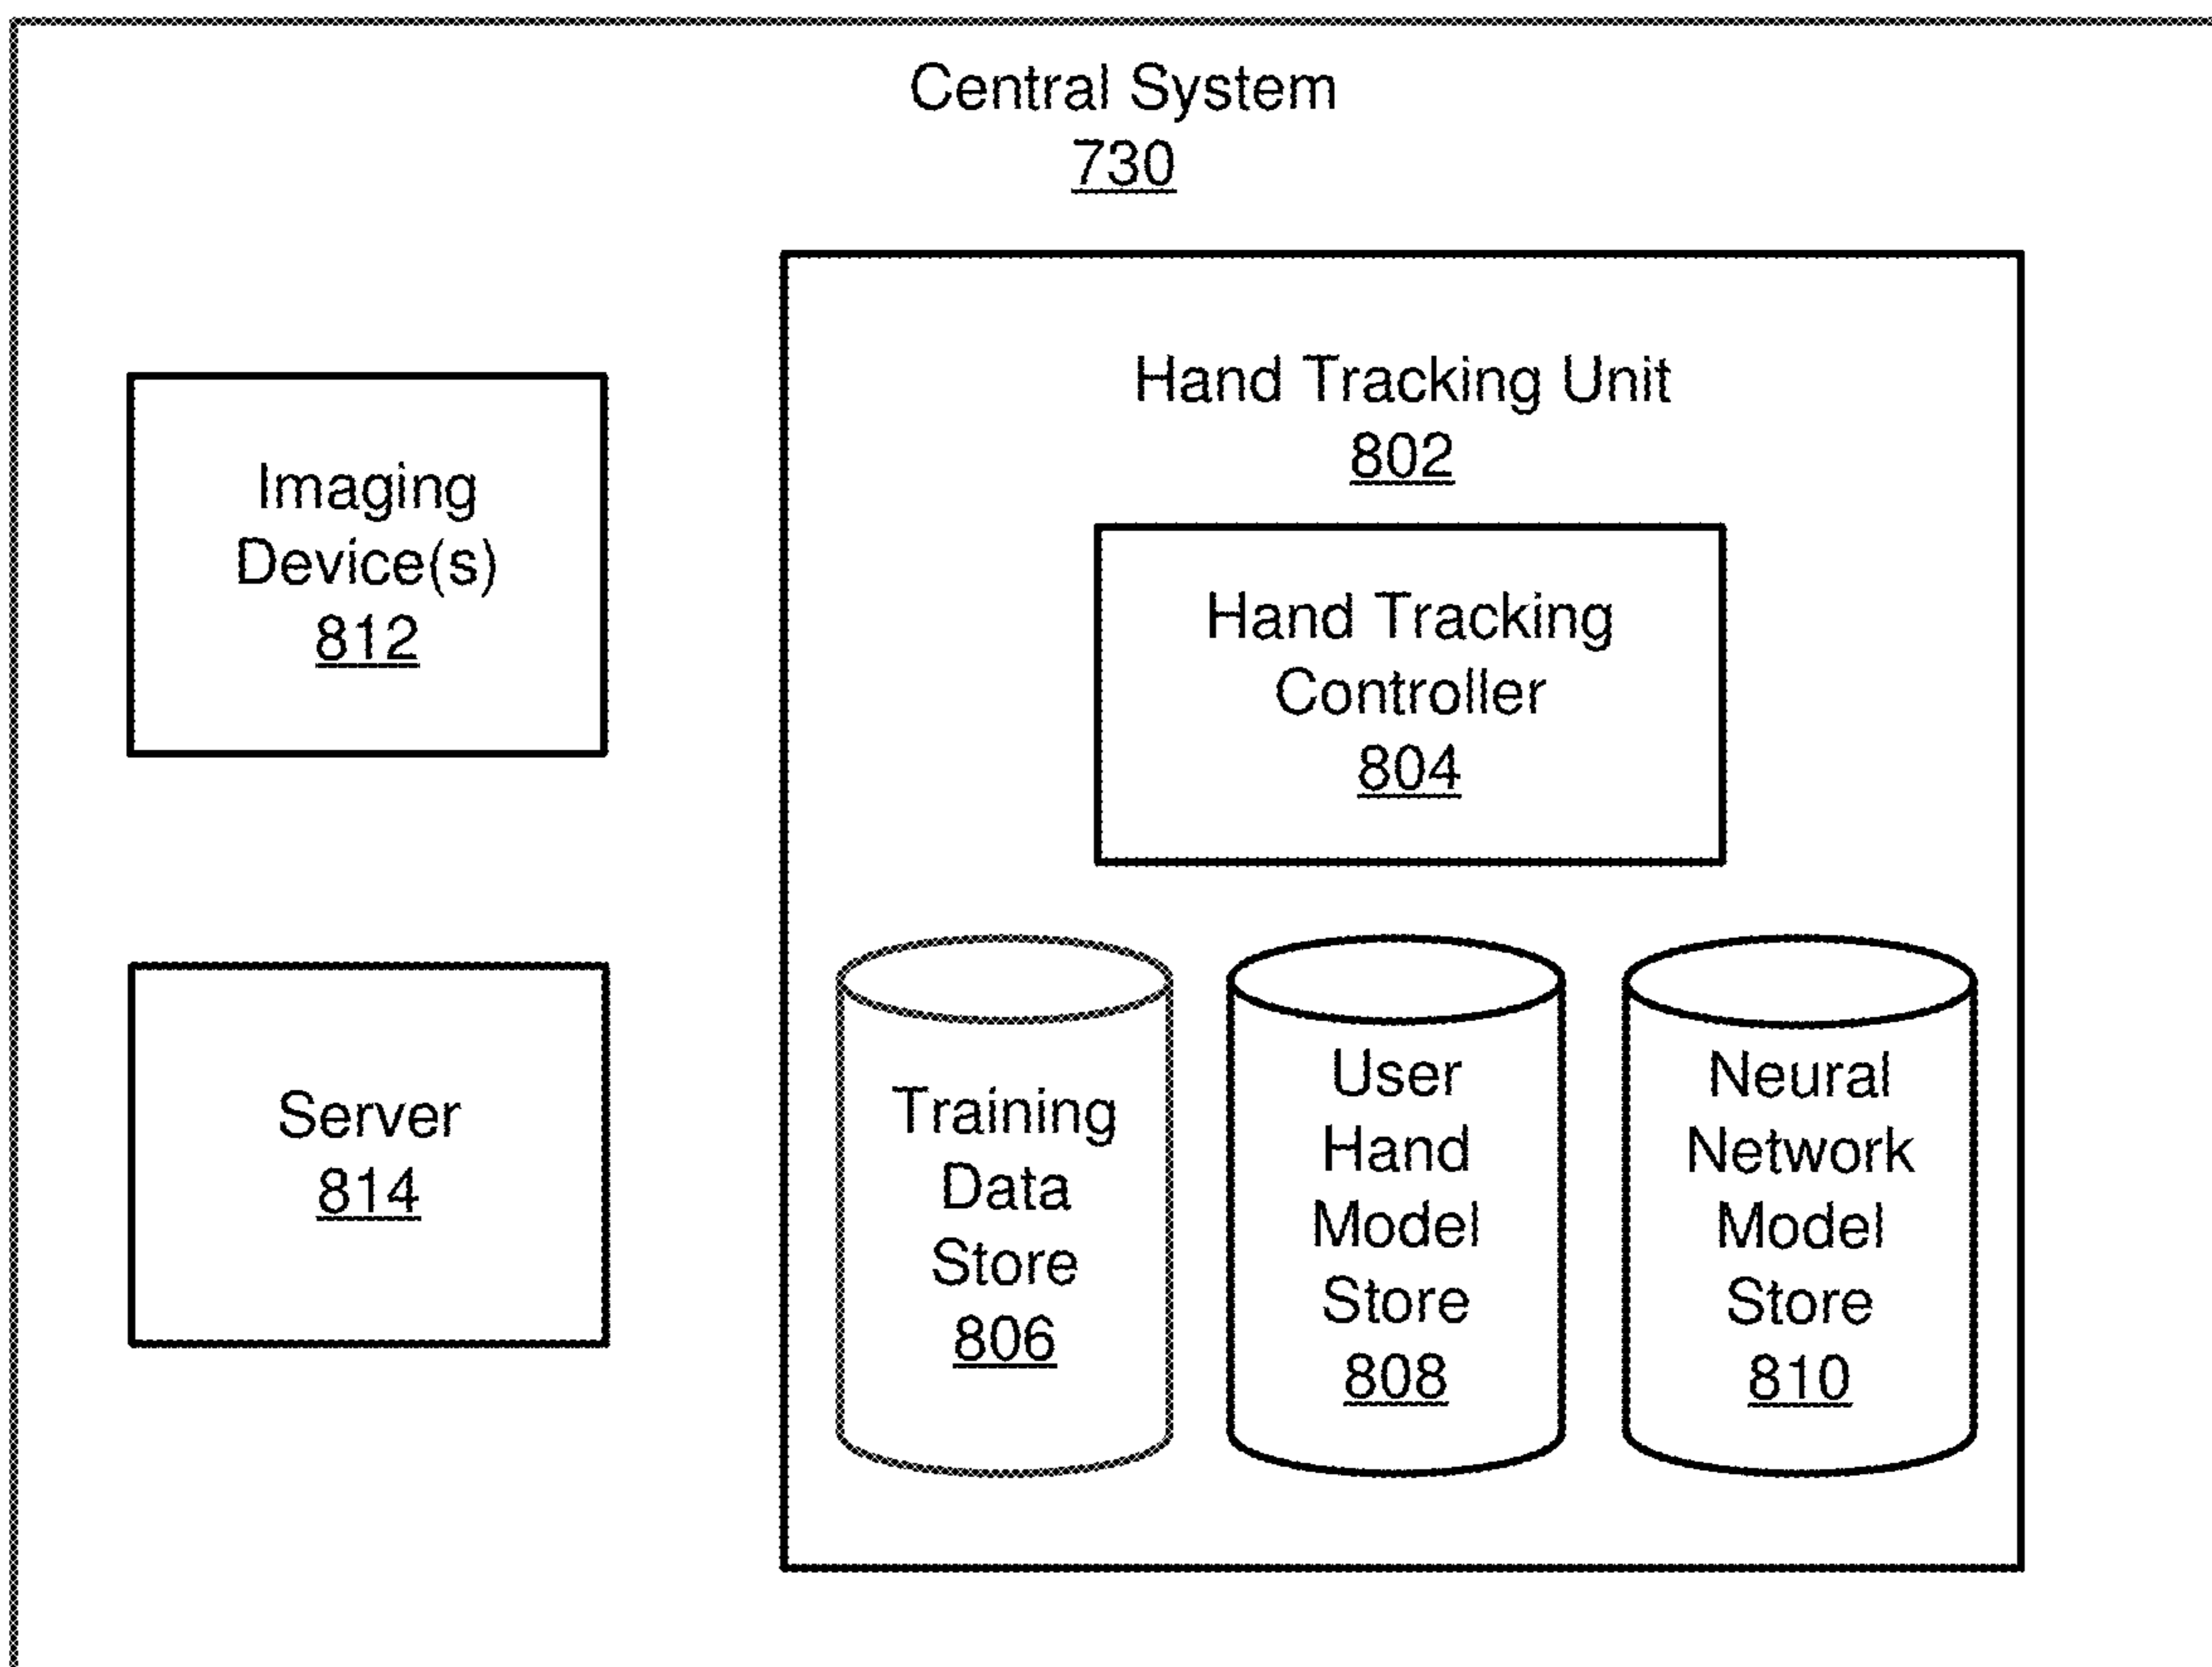 Central System
730
Imaging
Device(s)
812
Server
814
Hand Tracking Unit
802
Hand Tracking
Controller
804
Training
Data
Store
806
User
Hand
Model
Store
808
Neural
Network
Model
Store
810